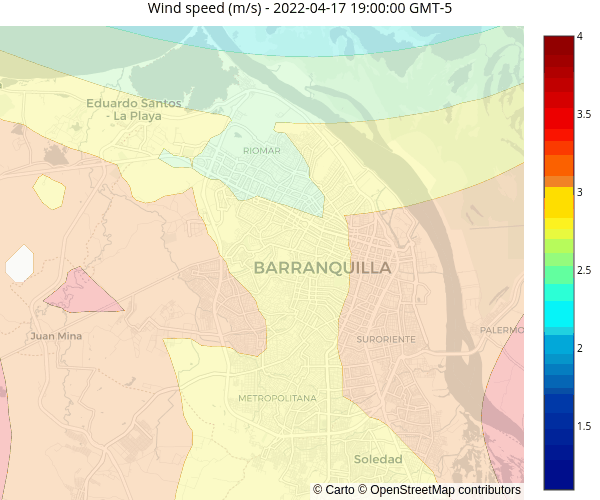 Wind speed (m/s) - 2022-04-17 19:00:00 GMT-5
4
Eduardo Santos
- La Playa
3.5
RIOMAR
3
BARRANQUILLA
2.5
Juan Mina
SURORIENTE
PALERMO
2
METROPOLITANA
1.5
Soledad
© Carto © OpenStreetMap contributors